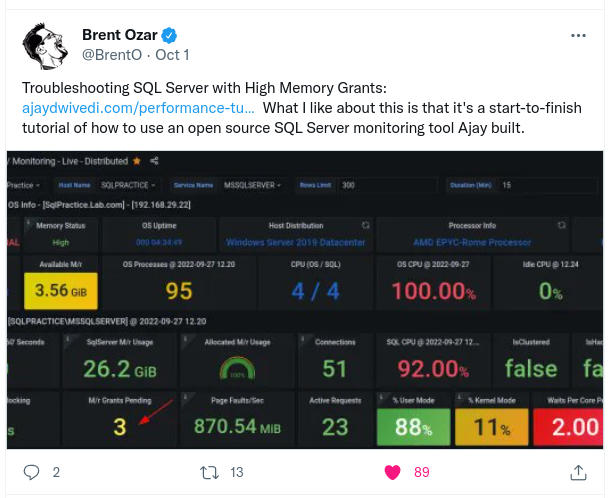 Brent Ozar
@BrentO · Oct 1
Troubleshooting SQL Server with High Memory Grants:
ajaydwivedi.com/performance-tu… What I like about this is that it's a start-to-finish
tutorial of how to use an open source SQL Server monitoring tool Ajay built.
/ Monitoring - Live - Distributed
Practice Host Name SQLPRACTICE Service Name MSSQLSERVER Rows Limit 300 Duration (Min) 15
OS Info - [SqlPractice.Lab.com] - [192.168.29.22]
Memory Status OS Uptime Host Distribution Processor Info
AL High 000 04:34:49 Windows Server 2019 Datacenter AMD EPYC-Rome Processor
Available M/r OS Processes @ 2022-09-27 12.20 CPU (OS / SQL) OS CPU @ 2022-09-27 Idle CPU @ 12.24
3.56 GiB 95 4 / 4 100.00% 0%
[SQLPRACTICE\MSSQLSERVER] @ 2022-09-27 12.20
60' Seconds SqlServer M/r Usage Allocated M/r Usage Connections SQL CPU @ 2022-09-27 12... IsClustered IsHa
26.2 GiB 100% 51 92.00% false fa
locking M/r Grants Pending Page Faults/Sec Active Requests % User Mode % Kernel Mode Waits Per Core P
s 3 870.54 MiB 23 88% 11% 2.00
2 13 89